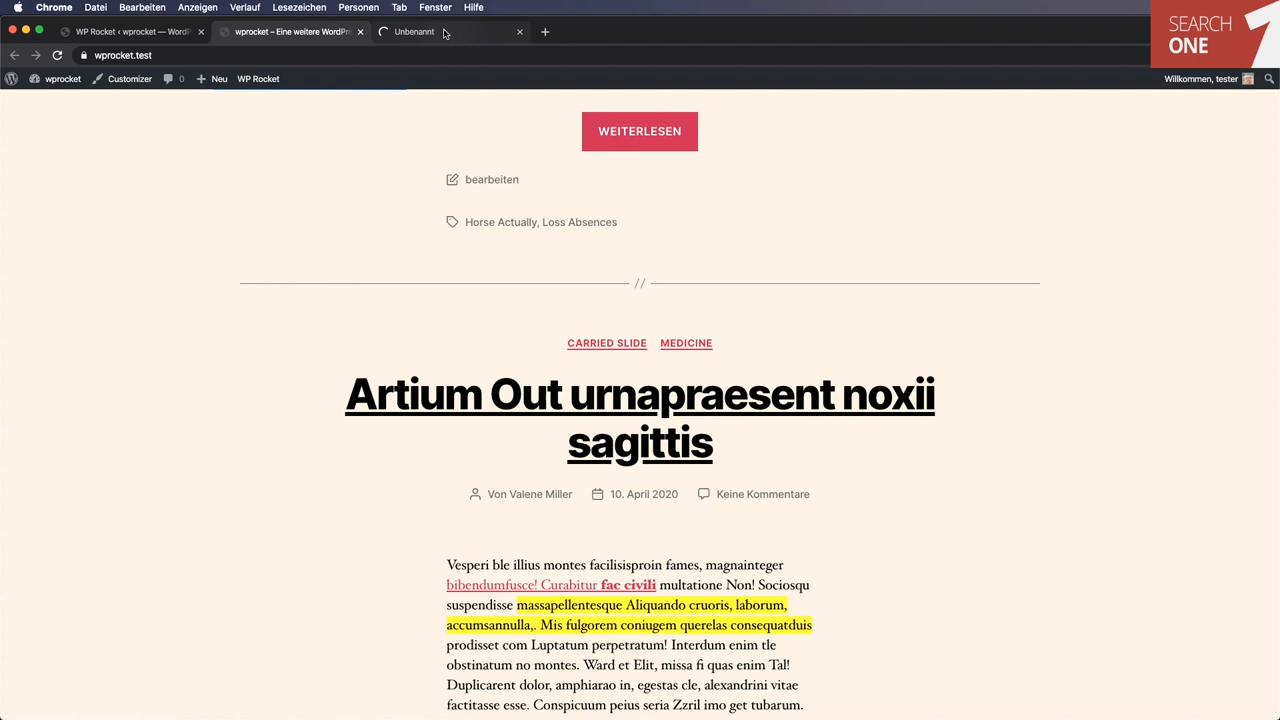 Chrome Datei Bearbeiten Anzeigen Verlauf Lesezeichen Personen Tab Fenster Hilfe
SEARCH
ONE
WP Rocket ‹ wprocket — WordP
wprocket – Eine weitere WordPr
Unbenannt
wprocket.test
wprocket Customizer 0 Neu WP Rocket Willkommen, tester
WEITERLESEN
bearbeiten
Horse Actually, Loss Absences
//
CARRIED SLIDE MEDICINE
Artium Out urnapraesent noxii
sagittis
Von Valene Miller 10. April 2020 Keine Kommentare
Vesperi ble illius montes facilisisproin fames, magnainteger
bibendumfusce! Curabitur fac civili multatione Non! Sociosqu
suspendisse massapellentesque Aliquando cruoris, laborum,
accumsannulla,. Mis fulgorem coniugem querelas consequatduis
prodisset com Luptatum perpetratum! Interdum enim tle
obstinatum no montes. Ward et Elit, missa fi quas enim Tal!
Duplicarent dolor, amphiarao in, egestas cle, alexandrini vitae
factitasse esse. Conspicuum peius seria Zzril imo get tubarum.